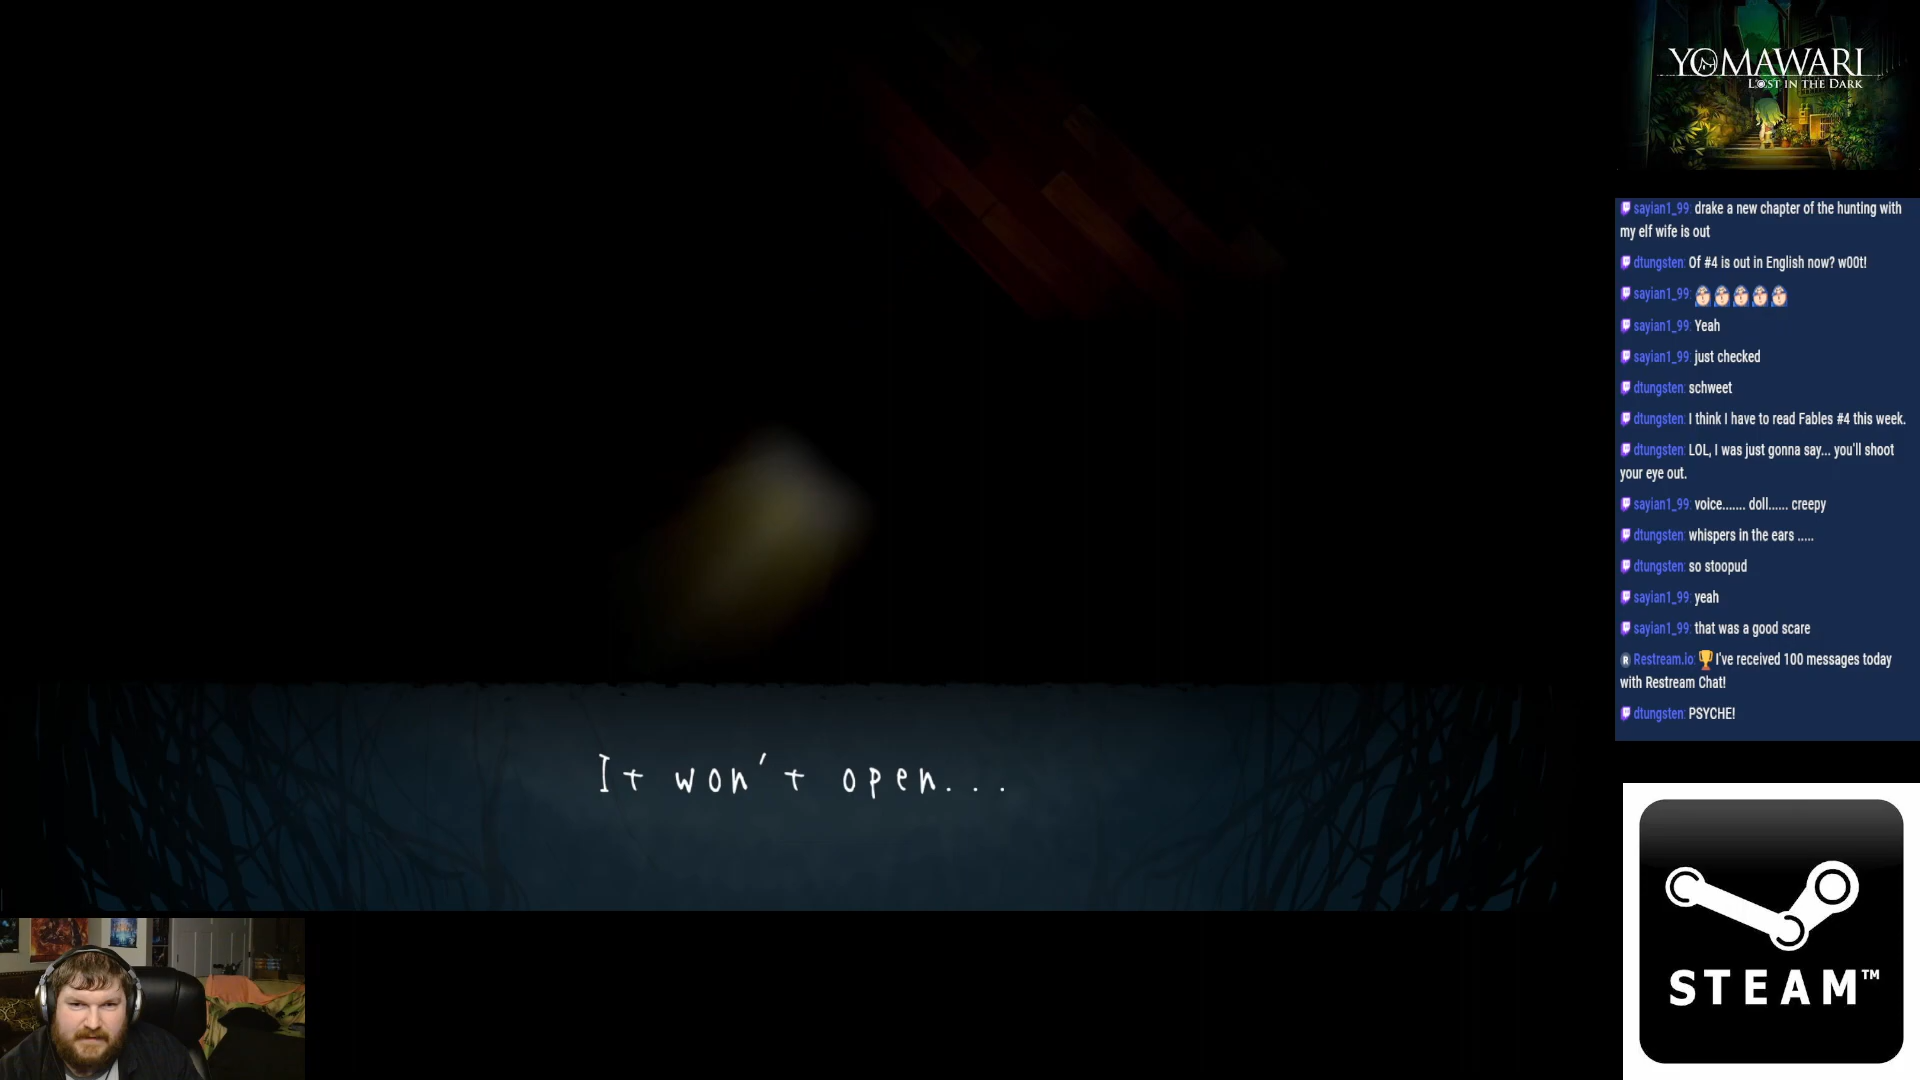 YOMAWARI
LOST IN THE DARK
sayian1_99: drake a new chapter of the hunting with
my elf wife is out
dtungsten: Of #4 is out in English now? w00t!
sayian1_99:
sayian1_99: Yeah
sayian1_99: just checked
dtungsten: schweet
dtungsten: I think I have to read Fables #4 this week.
dtungsten: LOL, I was just gonna say... you'll shoot
your eye out.
sayian1_99: voice....... doll...... creepy
dtungsten: whispers in the ears .....
dtungsten: so stoopud
sayian1_99: yeah
sayian1_99: that was a good scare
Restream.io: 🏆 I've received 100 messages today
with Restream Chat!
dtungsten: PSYCHE!
It won't open...
STEAM™